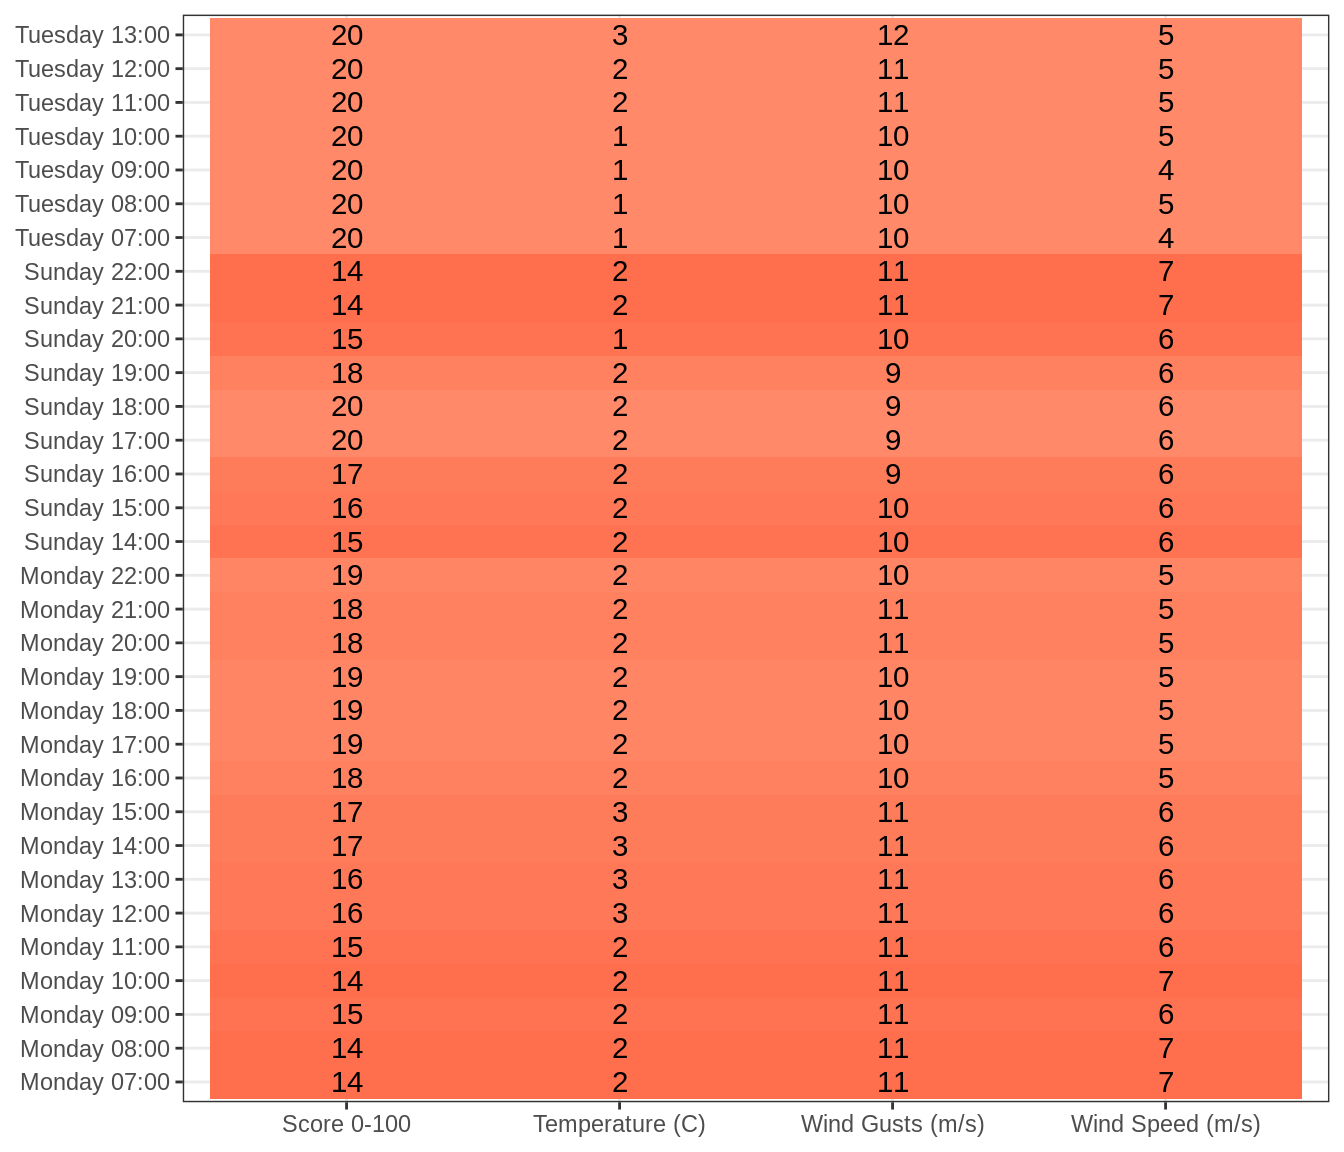 Tuesday 13:00 20 3 12 5
Tuesday 12:00 20 2 11 5
Tuesday 11:00 20 2 11 5
Tuesday 10:00 20 1 10 5
Tuesday 09:00 20 1 10 4
Tuesday 08:00 20 1 10 5
Tuesday 07:00 20 1 10 4
Sunday 22:00 14 2 11 7
Sunday 21:00 14 2 11 7
Sunday 20:00 15 1 10 6
Sunday 19:00 18 2 9 6
Sunday 18:00 20 2 9 6
Sunday 17:00 20 2 9 6
Sunday 16:00 17 2 9 6
Sunday 15:00 16 2 10 6
Sunday 14:00 15 2 10 6
Monday 22:00 19 2 10 5
Monday 21:00 18 2 11 5
Monday 20:00 18 2 11 5
Monday 19:00 19 2 10 5
Monday 18:00 19 2 10 5
Monday 17:00 19 2 10 5
Monday 16:00 18 2 10 5
Monday 15:00 17 3 11 6
Monday 14:00 17 3 11 6
Monday 13:00 16 3 11 6
Monday 12:00 16 3 11 6
Monday 11:00 15 2 11 6
Monday 10:00 14 2 11 7
Monday 09:00 15 2 11 6
Monday 08:00 14 2 11 7
Monday 07:00 14 2 11 7
Score 0-100 Temperature (C) Wind Gusts (m/s) Wind Speed (m/s)